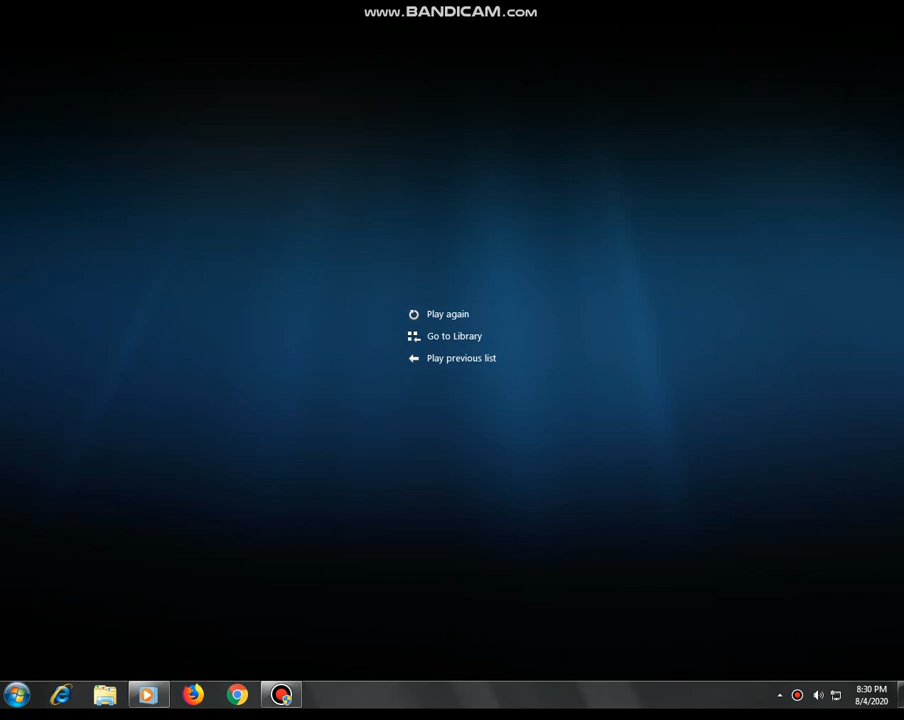 WWW.BANDICAM.COM
Play again
Go to Library
Play previous list
8:30 PM
8/4/2020